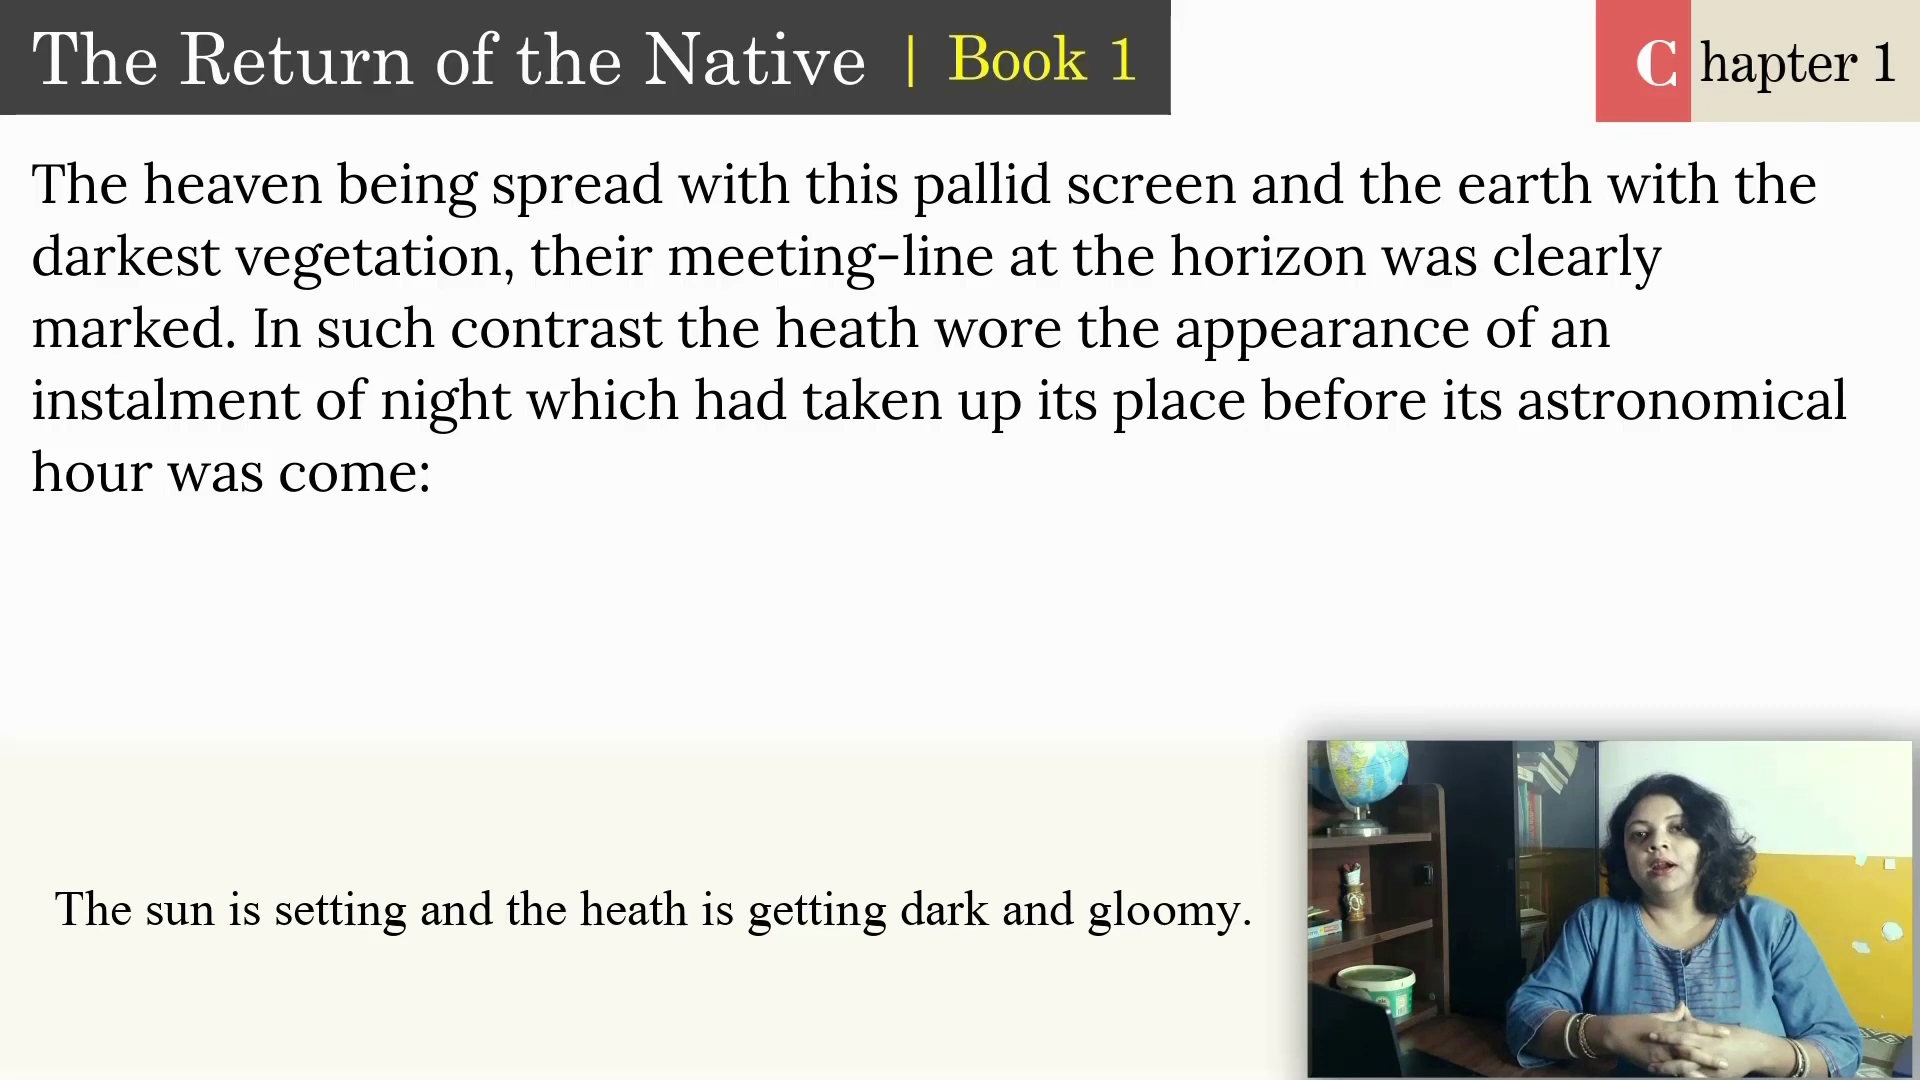 The Return of the Native | Book 1
Chapter 1
The heaven being spread with this pallid screen and the earth with the
darkest vegetation, their meeting-line at the horizon was clearly
marked. In such contrast the heath wore the appearance of an
instalment of night which had taken up its place before its astronomical
hour was come:
The sun is setting and the heath is getting dark and gloomy.